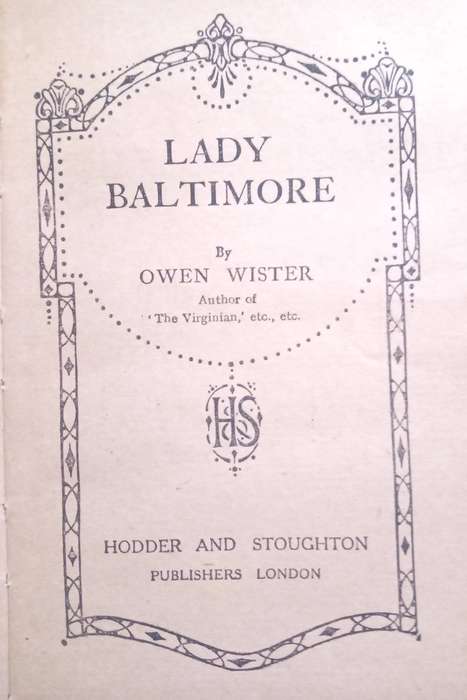 LADY
BALTIMORE
By
OWEN WISTER
Author of
'The Virginian,' etc., etc.
HS
HODDER AND STOUGHTON
PUBLISHERS LONDON